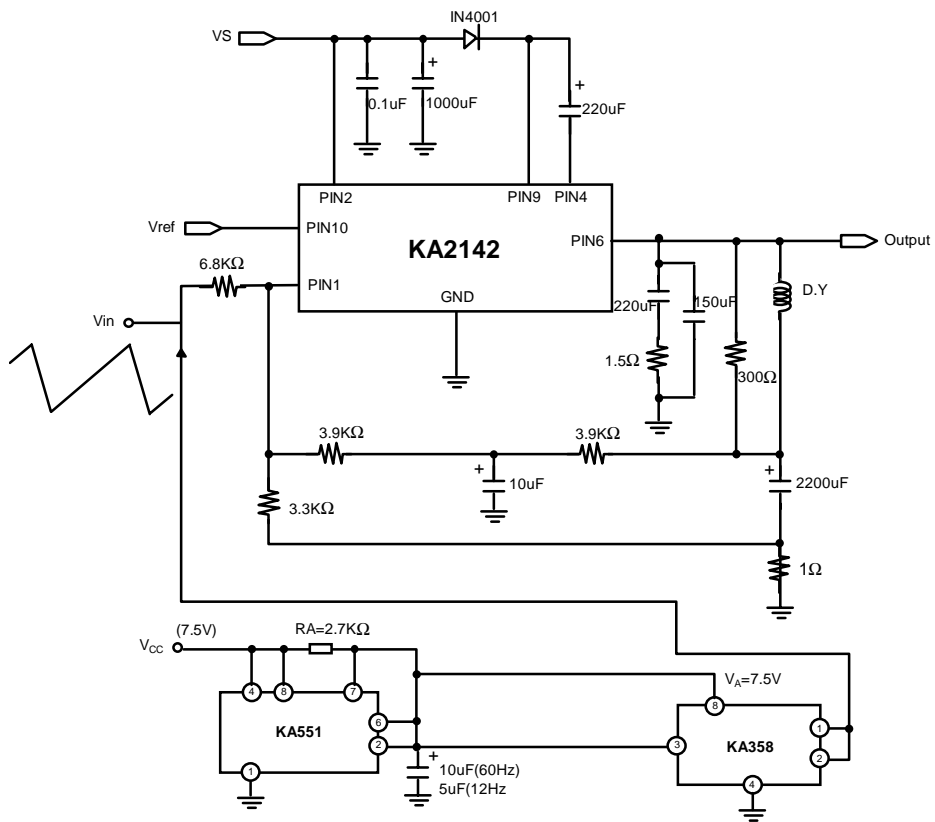 IN4001
VS
+
+
0.1uF
1000uF
220uF
PIN2
PIN9
PIN4
Vref
PIN10
KA2142
PIN6
Output
6.8KΩ
PIN1
GND
D.Y
220uF
150uF
Vin
1.5Ω
300Ω
3.9KΩ
3.9KΩ
+
10uF
+
2200uF
3.3KΩ
1Ω
VCC
(7.5V)
RA=2.7KΩ
VA=7.5V
4
8
7
8
KA551
6
2
3
KA358
1
2
1
+
10uF(60Hz)
5uF(12Hz
4